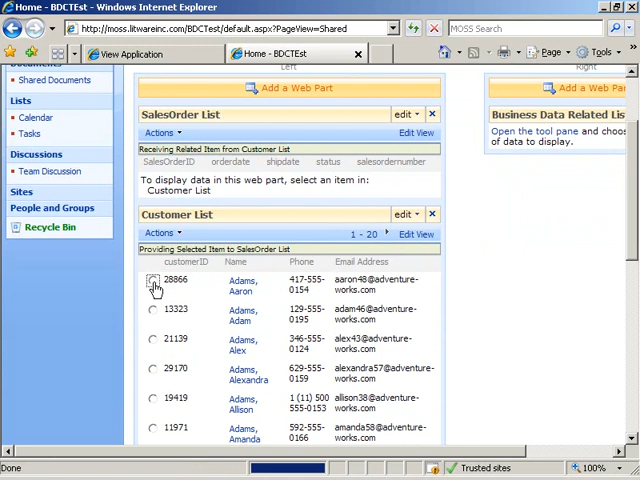 Home - BDCTEst - Windows Internet Explorer
http://moss.litwareinc.com/BDCTEst/default.aspx?PageView=Shared
MOSS Search
View Application
Home - BDCTEst
Page
Tools
Documents
Shared Documents
Lists
Calendar
Tasks
Discussions
Team Discussion
Sites
People and Groups
Recycle Bin
Left
Right
Add a Web Part
Add a Web Part
SalesOrder List
edit
Actions
Edit View
Receiving Related Item from Customer List
SalesOrderID orderdate shipdate status salesordernumber
To display data in this web part, select an item in:
Customer List
Business Data Related Lis
Open the tool pane and choos
of data to display.
Customer List
edit
Actions
1 - 20
Edit View
Providing Selected Item to SalesOrder List
customerID Name Phone Email Address
28866 Adams, 417-555- aaron48@adventure-
Aaron 0154 works.com
13323 Adams, 129-555- adam46@adventure-
Adam 0195 works.com
21139 Adams, 346-555- alex43@adventure-
Alex 0124 works.com
29170 Adams, 629-555- alexandra57@adventure-
Alexandra 0159 works.com
19419 Adams, 1 (11) 500 allison38@adventure-
Allison 555-0153 works.com
11971 Adams, 592-555- amanda58@adventure-
Amanda 0166 works.com
Done
Trusted sites
100%